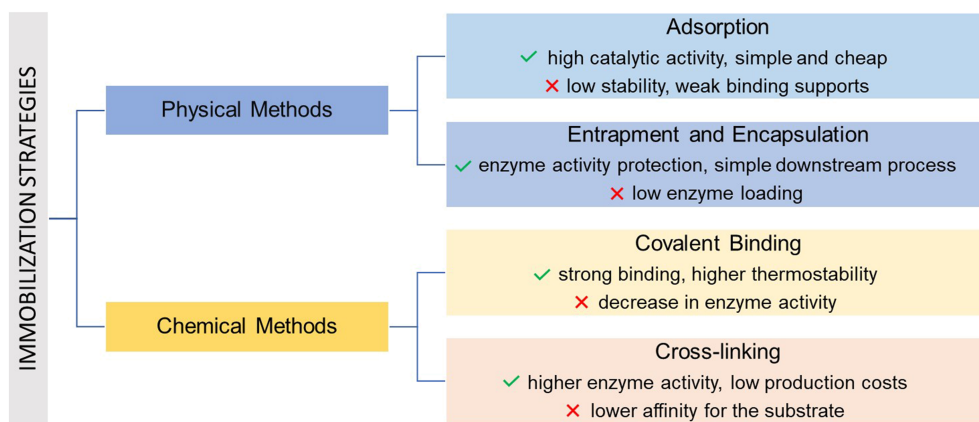 IMMOBILIZATION STRATEGIES
Physical Methods
Adsorption
✓ high catalytic activity, simple and cheap
✕ low stability, weak binding supports
Entrapment and Encapsulation
✓ enzyme activity protection, simple downstream process
✕ low enzyme loading
Chemical Methods
Covalent Binding
✓ strong binding, higher thermostability
✕ decrease in enzyme activity
Cross-linking
✓ higher enzyme activity, low production costs
✕ lower affinity for the substrate